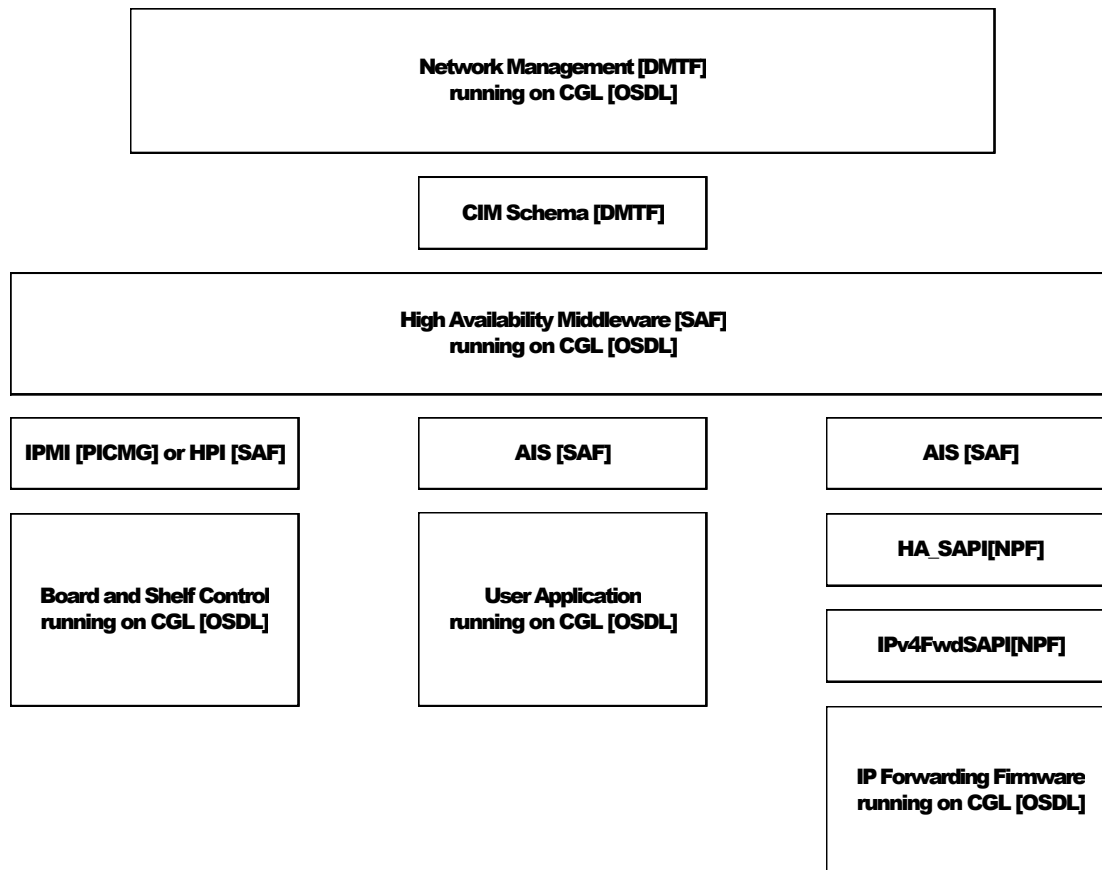 Network Management [DMTF]
running on CGL [OSDL]
CIM Schema [DMTF]
High Availability Middleware [SAF]
running on CGL [OSDL]
IPMI [PICMG] or HPI [SAF]
AIS [SAF]
AIS [SAF]
HA_SAPI[NPF]
Board and Shelf Control
running on CGL [OSDL]
User Application
running on CGL [OSDL]
IPv4FwdSAPI[NPF]
IP Forwarding Firmware
running on CGL [OSDL]